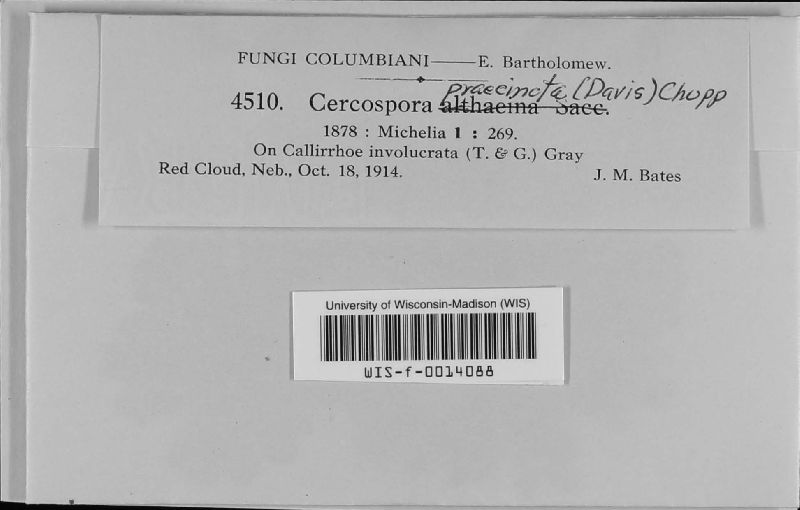 FUNGI COLUMBIANI—E. Bartholomew.
praecincta (Davis) Chupp
4510. Cercospora althaeina Sacc.
1878 : Michelia 1 : 269.
On Callirrhoe involucrata (T. & G.) Gray
Red Cloud, Neb., Oct. 18, 1914. J. M. Bates
University of Wisconsin-Madison (WIS)
WIS-f-0014088